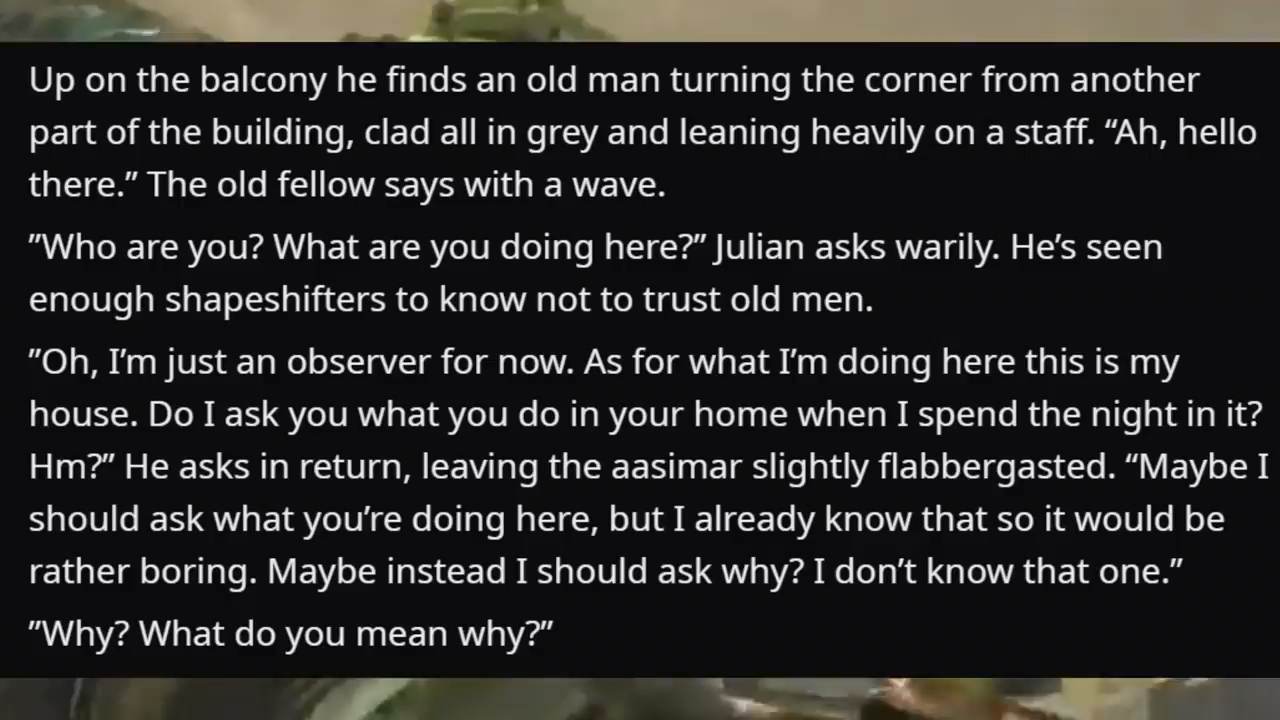 Up on the balcony he finds an old man turning the corner from another
part of the building, clad all in grey and leaning heavily on a staff. “Ah, hello
there.” The old fellow says with a wave.
”Who are you? What are you doing here?” Julian asks warily. He’s seen
enough shapeshifters to know not to trust old men.
”Oh, I’m just an observer for now. As for what I’m doing here this is my
house. Do I ask you what you do in your home when I spend the night in it?
Hm?” He asks in return, leaving the aasimar slightly flabbergasted. “Maybe I
should ask what you’re doing here, but I already know that so it would be
rather boring. Maybe instead I should ask why? I don’t know that one.”
”Why? What do you mean why?”